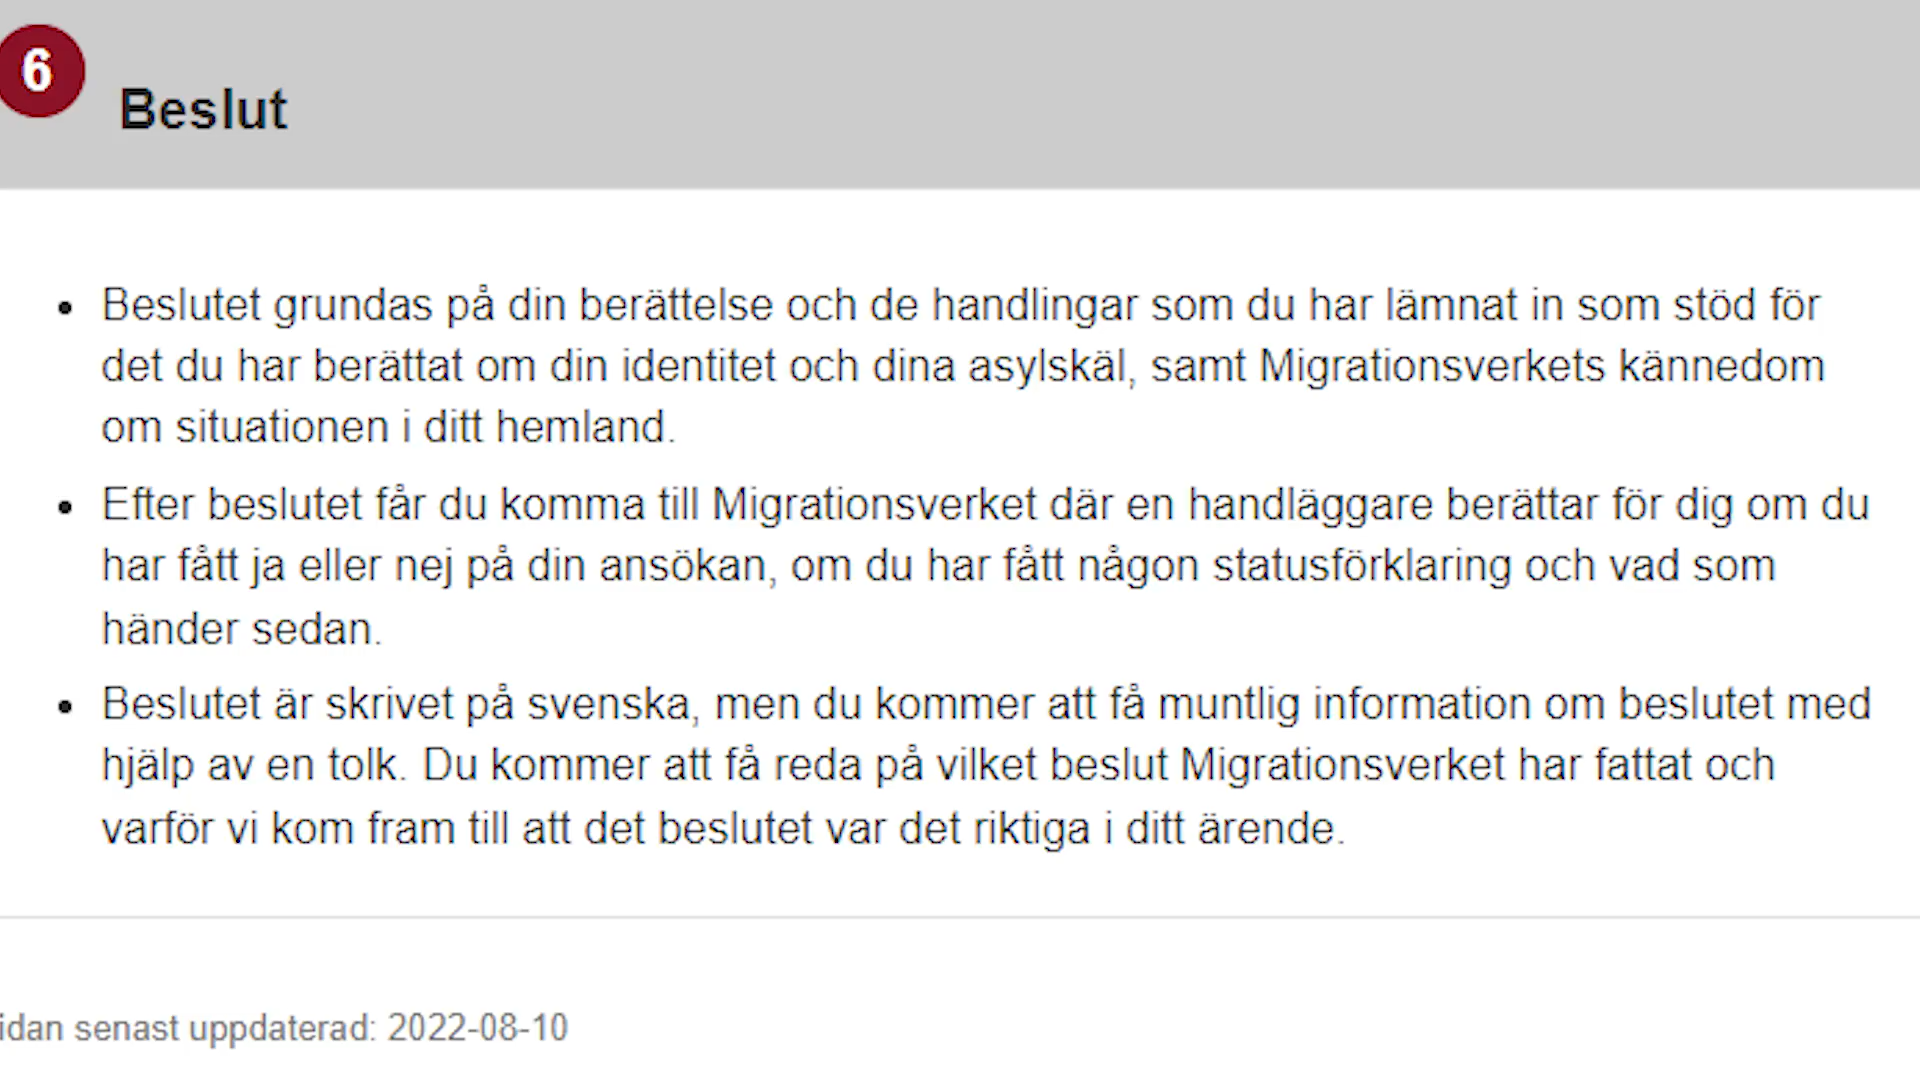 6
Beslut
• Beslutet grundas på din berättelse och de handlingar som du har lämnat in som stöd för
det du har berättat om din identitet och dina asylskäl, samt Migrationsverkets kännedom
om situationen i ditt hemland.
• Efter beslutet får du komma till Migrationsverket där en handläggare berättar för dig om du
har fått ja eller nej på din ansökan, om du har fått någon statusförklaring och vad som
händer sedan.
• Beslutet är skrivet på svenska, men du kommer att få muntlig information om beslutet med
hjälp av en tolk. Du kommer att få reda på vilket beslut Migrationsverket har fattat och
varför vi kom fram till att det beslutet var det riktiga i ditt ärende.
idan senast uppdaterad: 2022-08-10